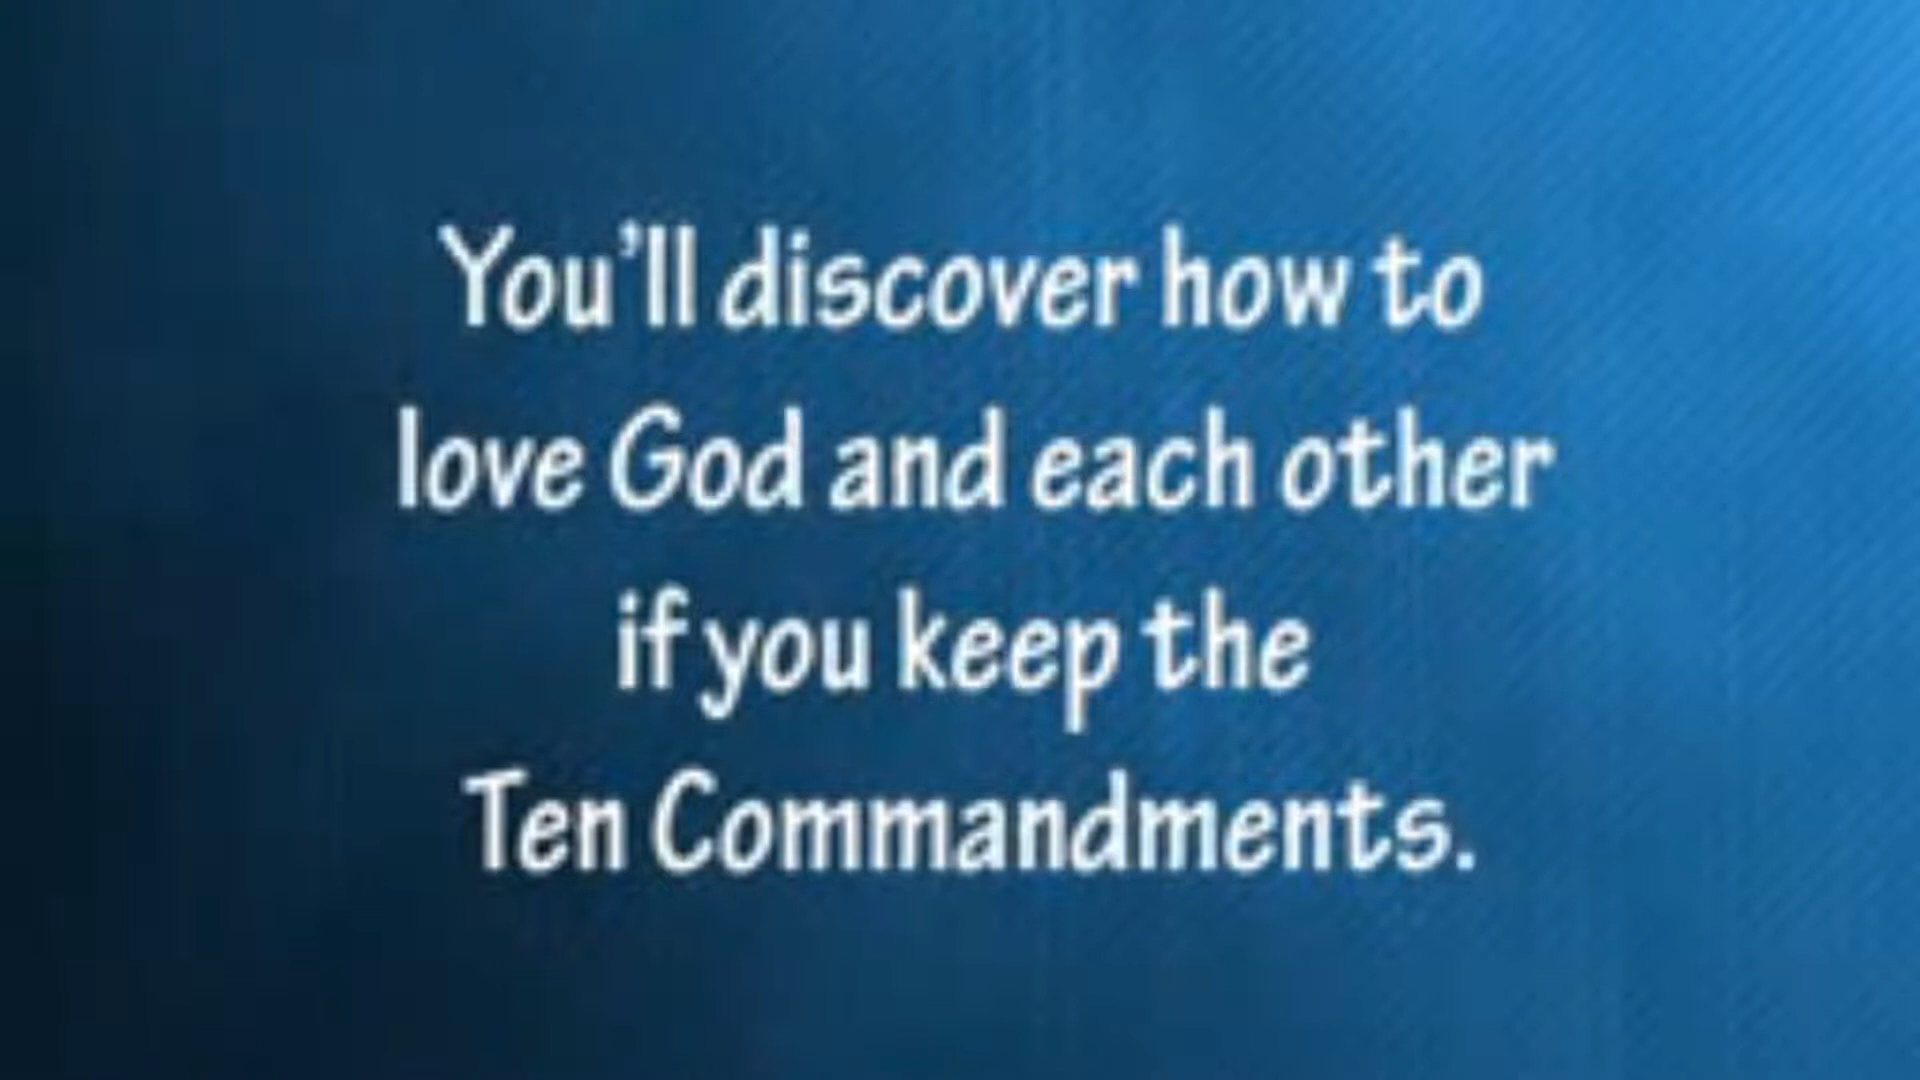 You'll discover how to
love God and each other
if you keep the
Ten Commandments.